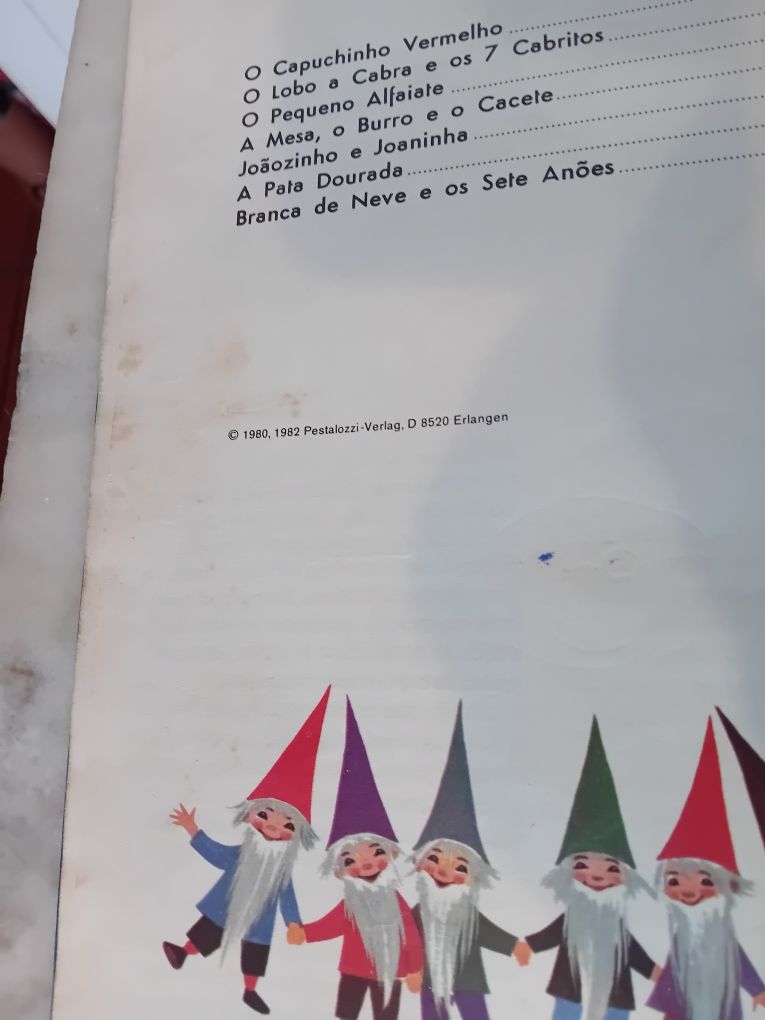 O Capuchinho Vermelho
O Lobo a Cabra e os 7 Cabritos
O Pequeno Alfaiate
A Mesa, o Burro e o Cacete
Joãozinho e Joaninha
A Pata Dourada
Branca de Neve e os Sete Anões
© 1980, 1982 Pestalozzi-Verlag, D 8520 Erlangen